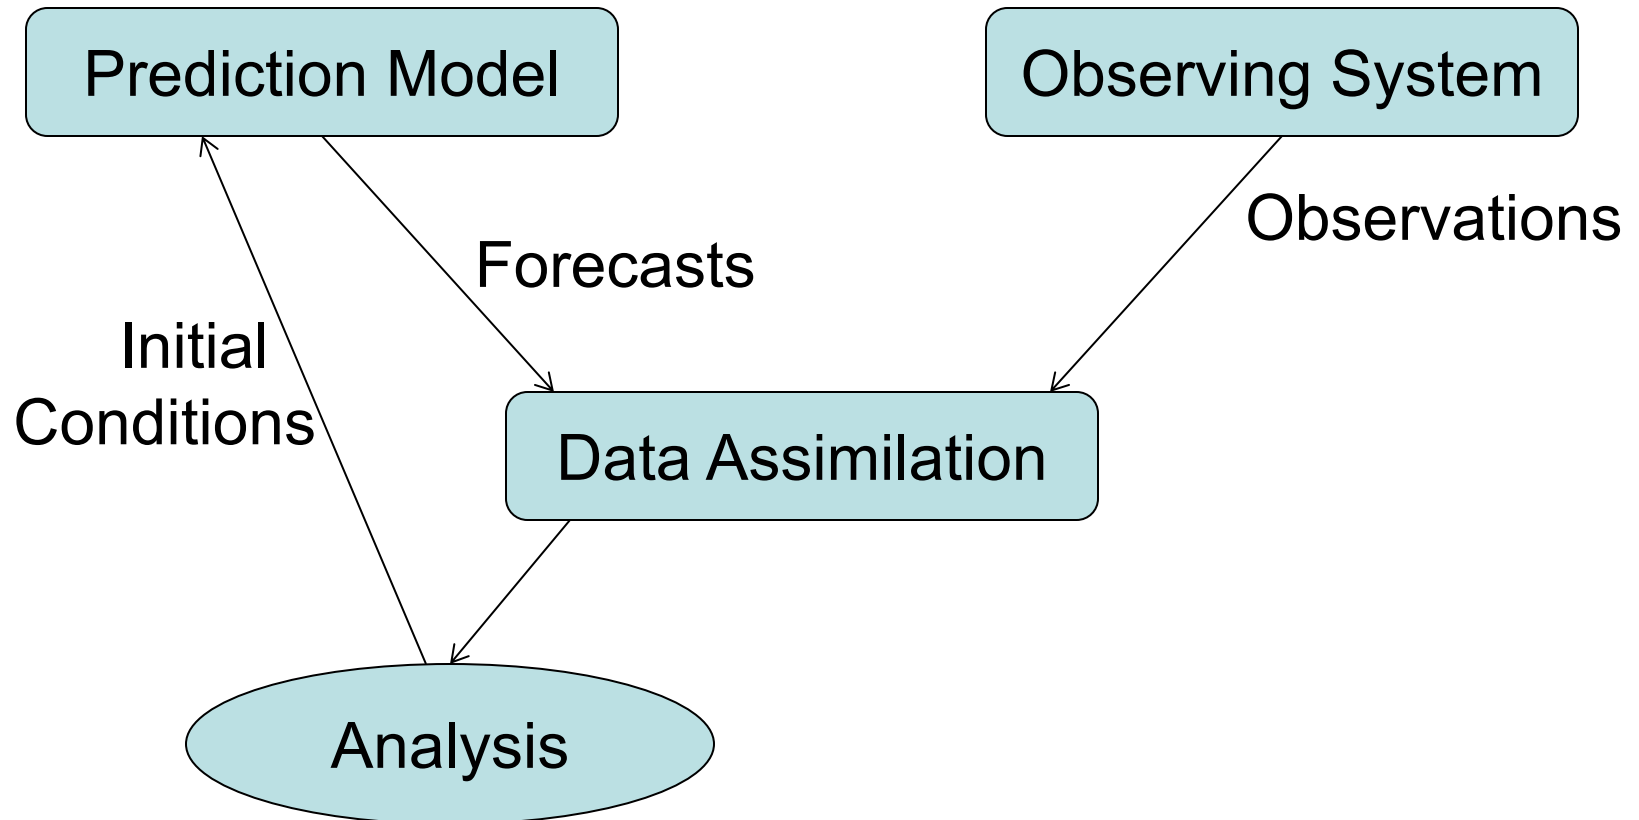 Prediction Model
Observing System
Observations
Forecasts
Initial
Conditions
Data Assimilation
Analysis